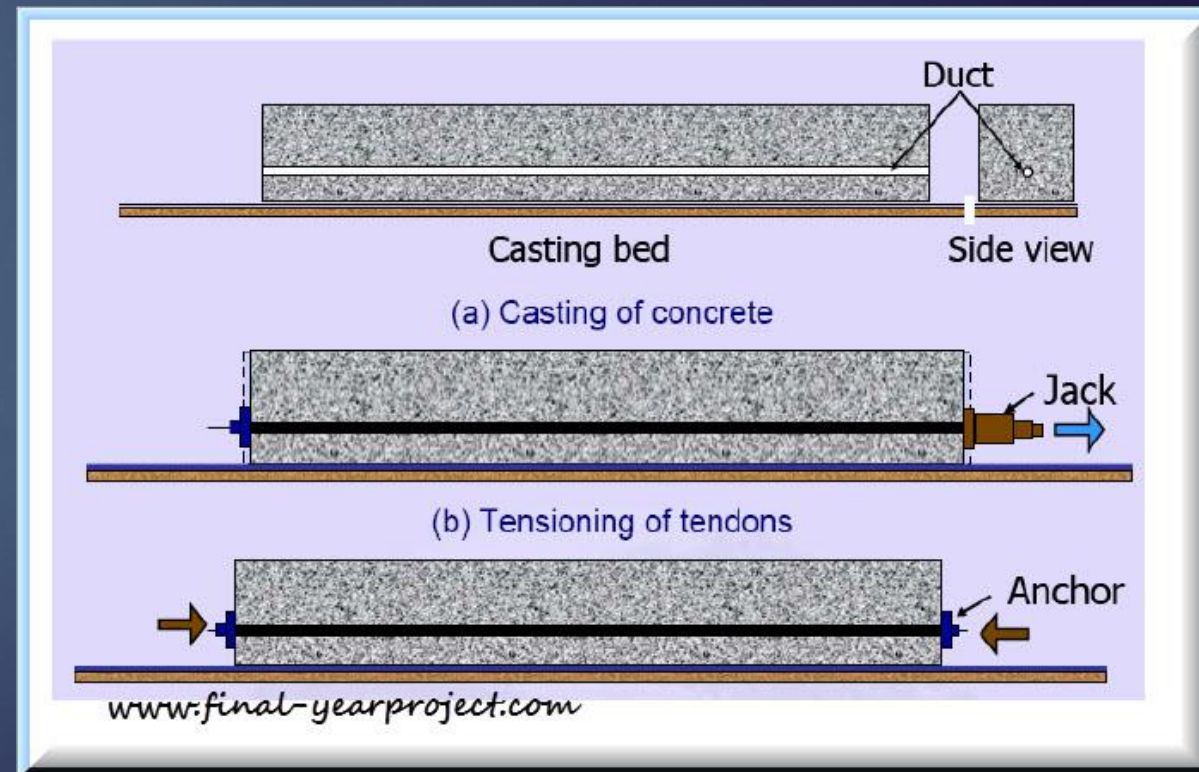 Duct
Casting bed
Side view
(a) Casting of concrete
Jack
(b) Tensioning of tendons
Anchor
www.final-yearproject.com